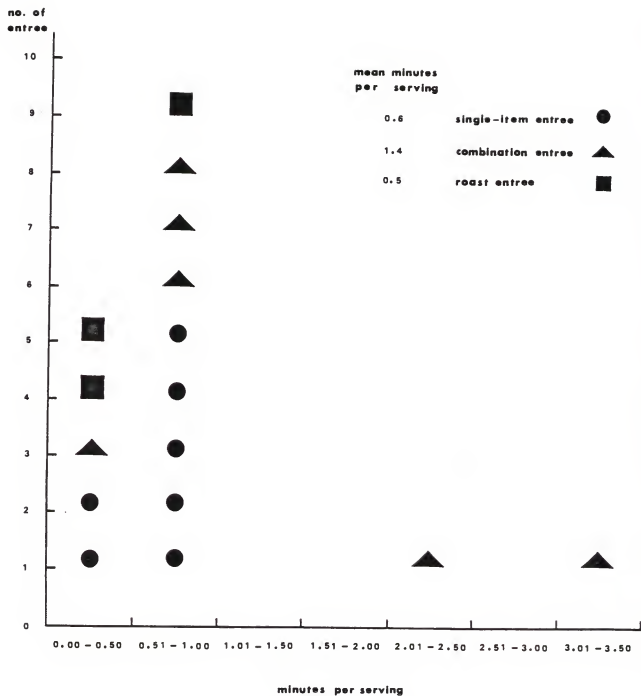 no. of
entree
10
9
8
7
6
5
4
3
2
1
0
mean minutes
per serving
0.6 single-item entree
1.4 combination entree
0.5 roast entree
0.00 - 0.50 0.51 - 1.00 1.01 - 1.50 1.51 - 2.00 2.01 - 2.50 2.51 - 3.00 3.01 - 3.50
minutes per serving